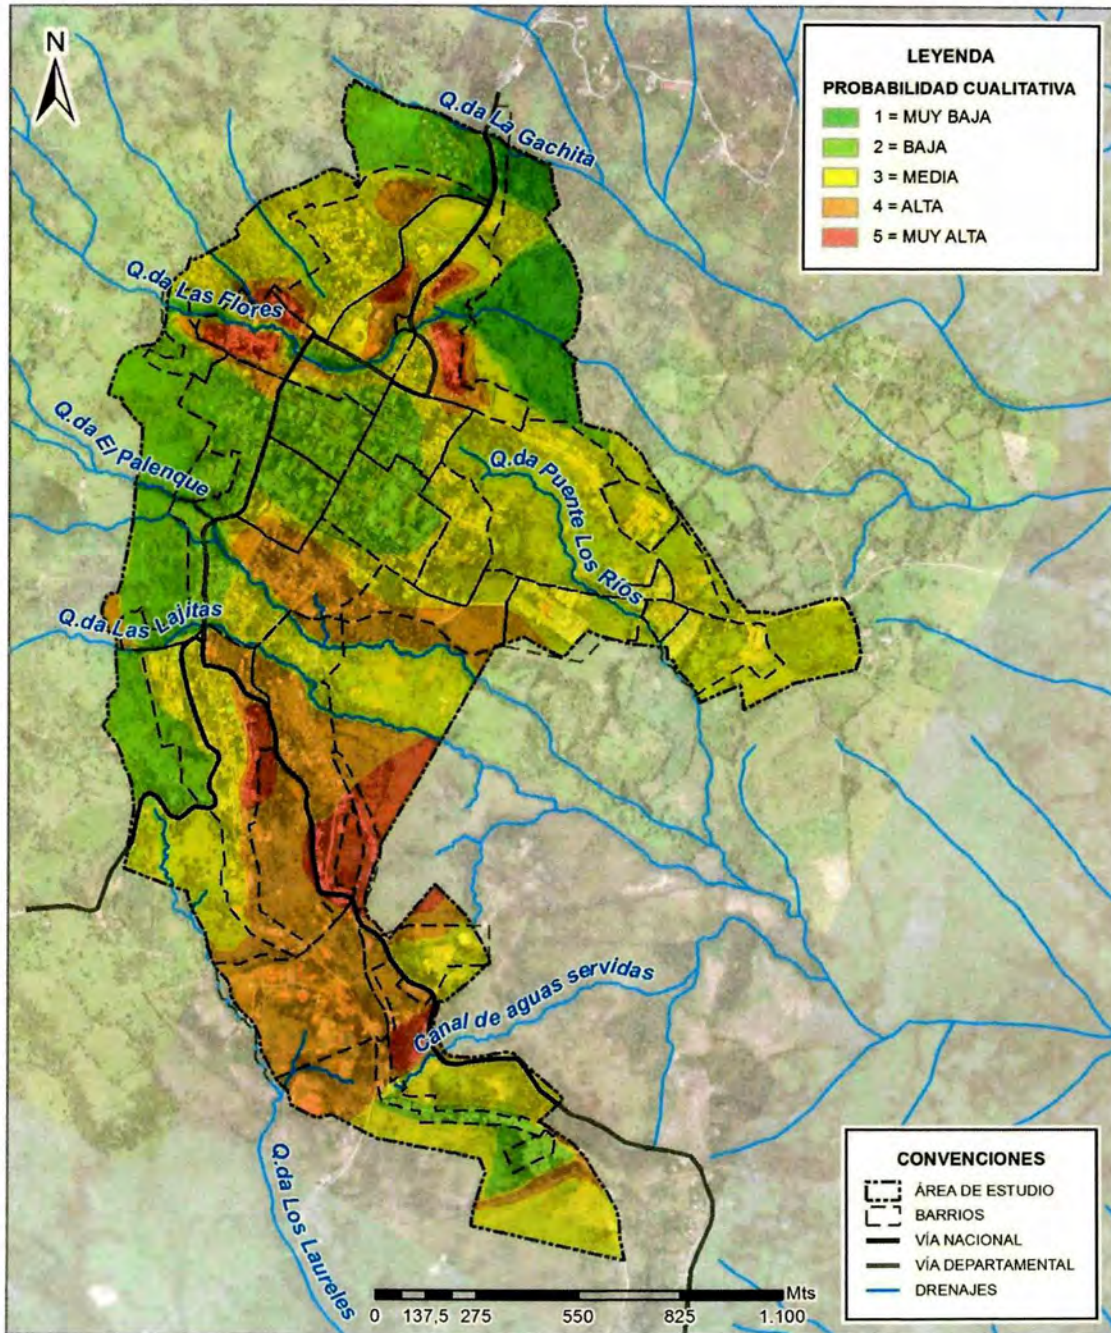 N
LEYENDA
PROBABILIDAD CUALITATIVA
1 = MUY BAJA
2 = BAJA
3 = MEDIA
4 = ALTA
5 = MUY ALTA
Q.da La Gachita
Q.da Las Flores
Q.da El Palenque
Q.da Puente Los Ríos
Q.da Las Lajitas
Canal de aguas servidas
Q.da Los Laureles
CONVENCIONES
ÁREA DE ESTUDIO
BARRIOS
VÍA NACIONAL
VÍA DEPARTAMENTAL
DRENAJES
Mts
0 137,5 275 550 825 1.100